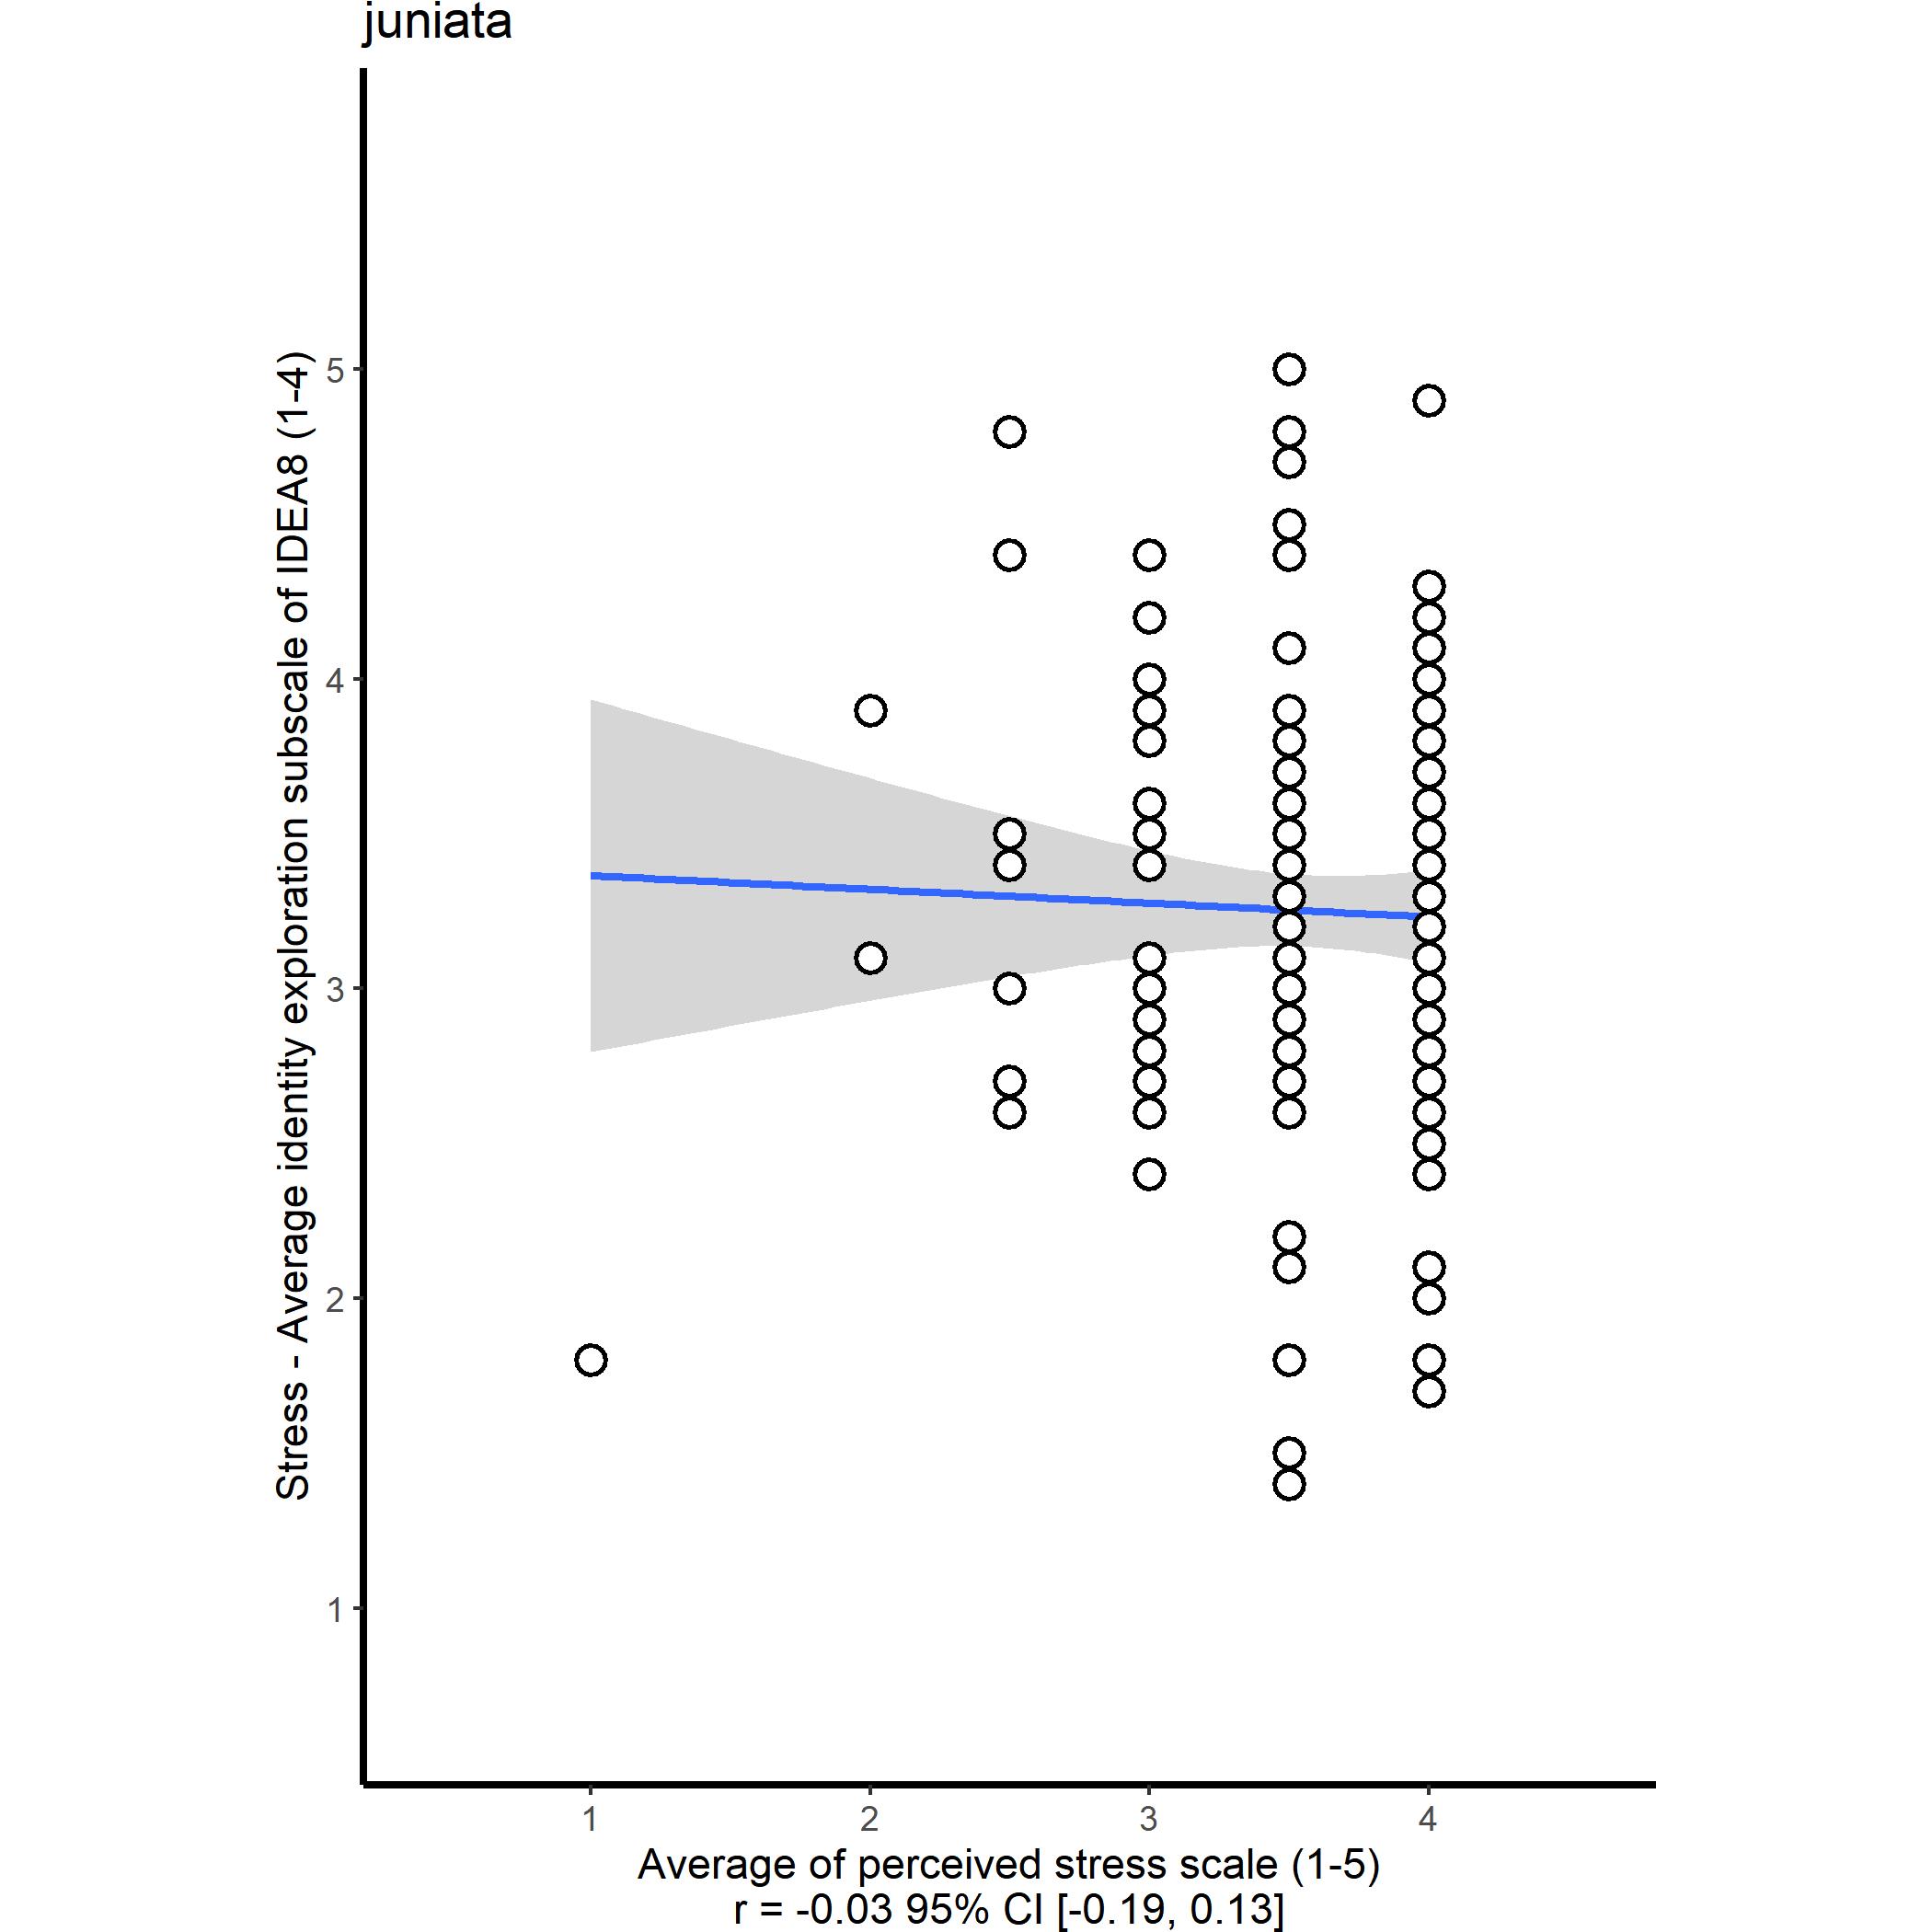 juniata
Stress - Average identity exploration subscale of IDEA8 (1-4)
5
4
3
2
1
1 2 3 4
Average of perceived stress scale (1-5)
r = -0.03 95% CI [-0.19, 0.13]